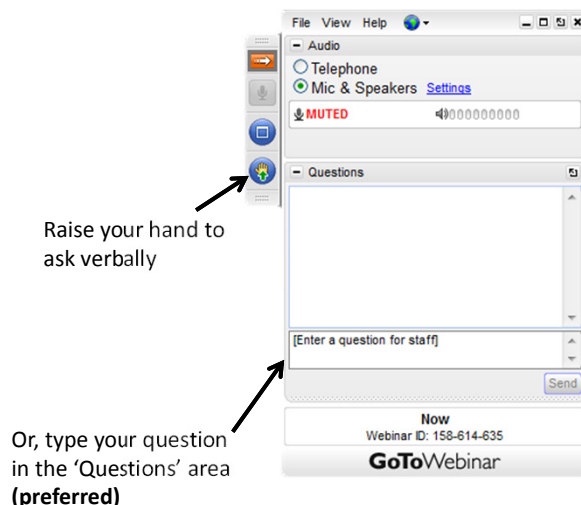 File View Help
Audio
Telephone
Mic & Speakers Settings
MUTED
Questions
Raise your hand to
ask verbally
[Enter a question for staff]
Send
Or, type your question
in the ‘Questions’ area
(preferred)
Now
Webinar ID: 158-614-635
GoToWebinar